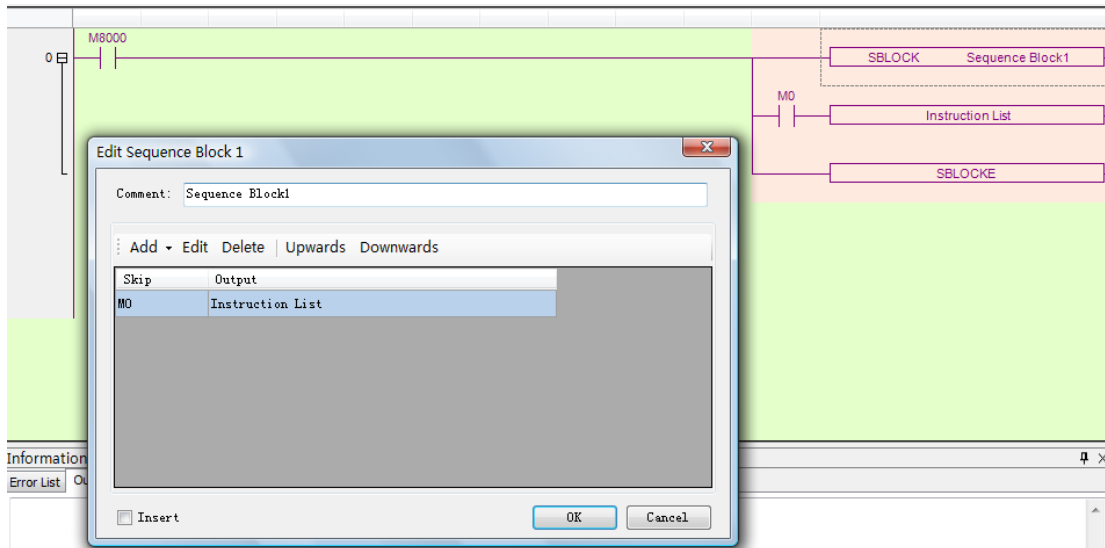 M8000
0
SBLOCK Sequence Block1
M0
Instruction List
SBLOCKE
Edit Sequence Block 1
Comment: Sequence Block1
Add Edit Delete Upwards Downwards
Skip Output
M0 Instruction List
Insert OK Cancel
Information
Error List Ou